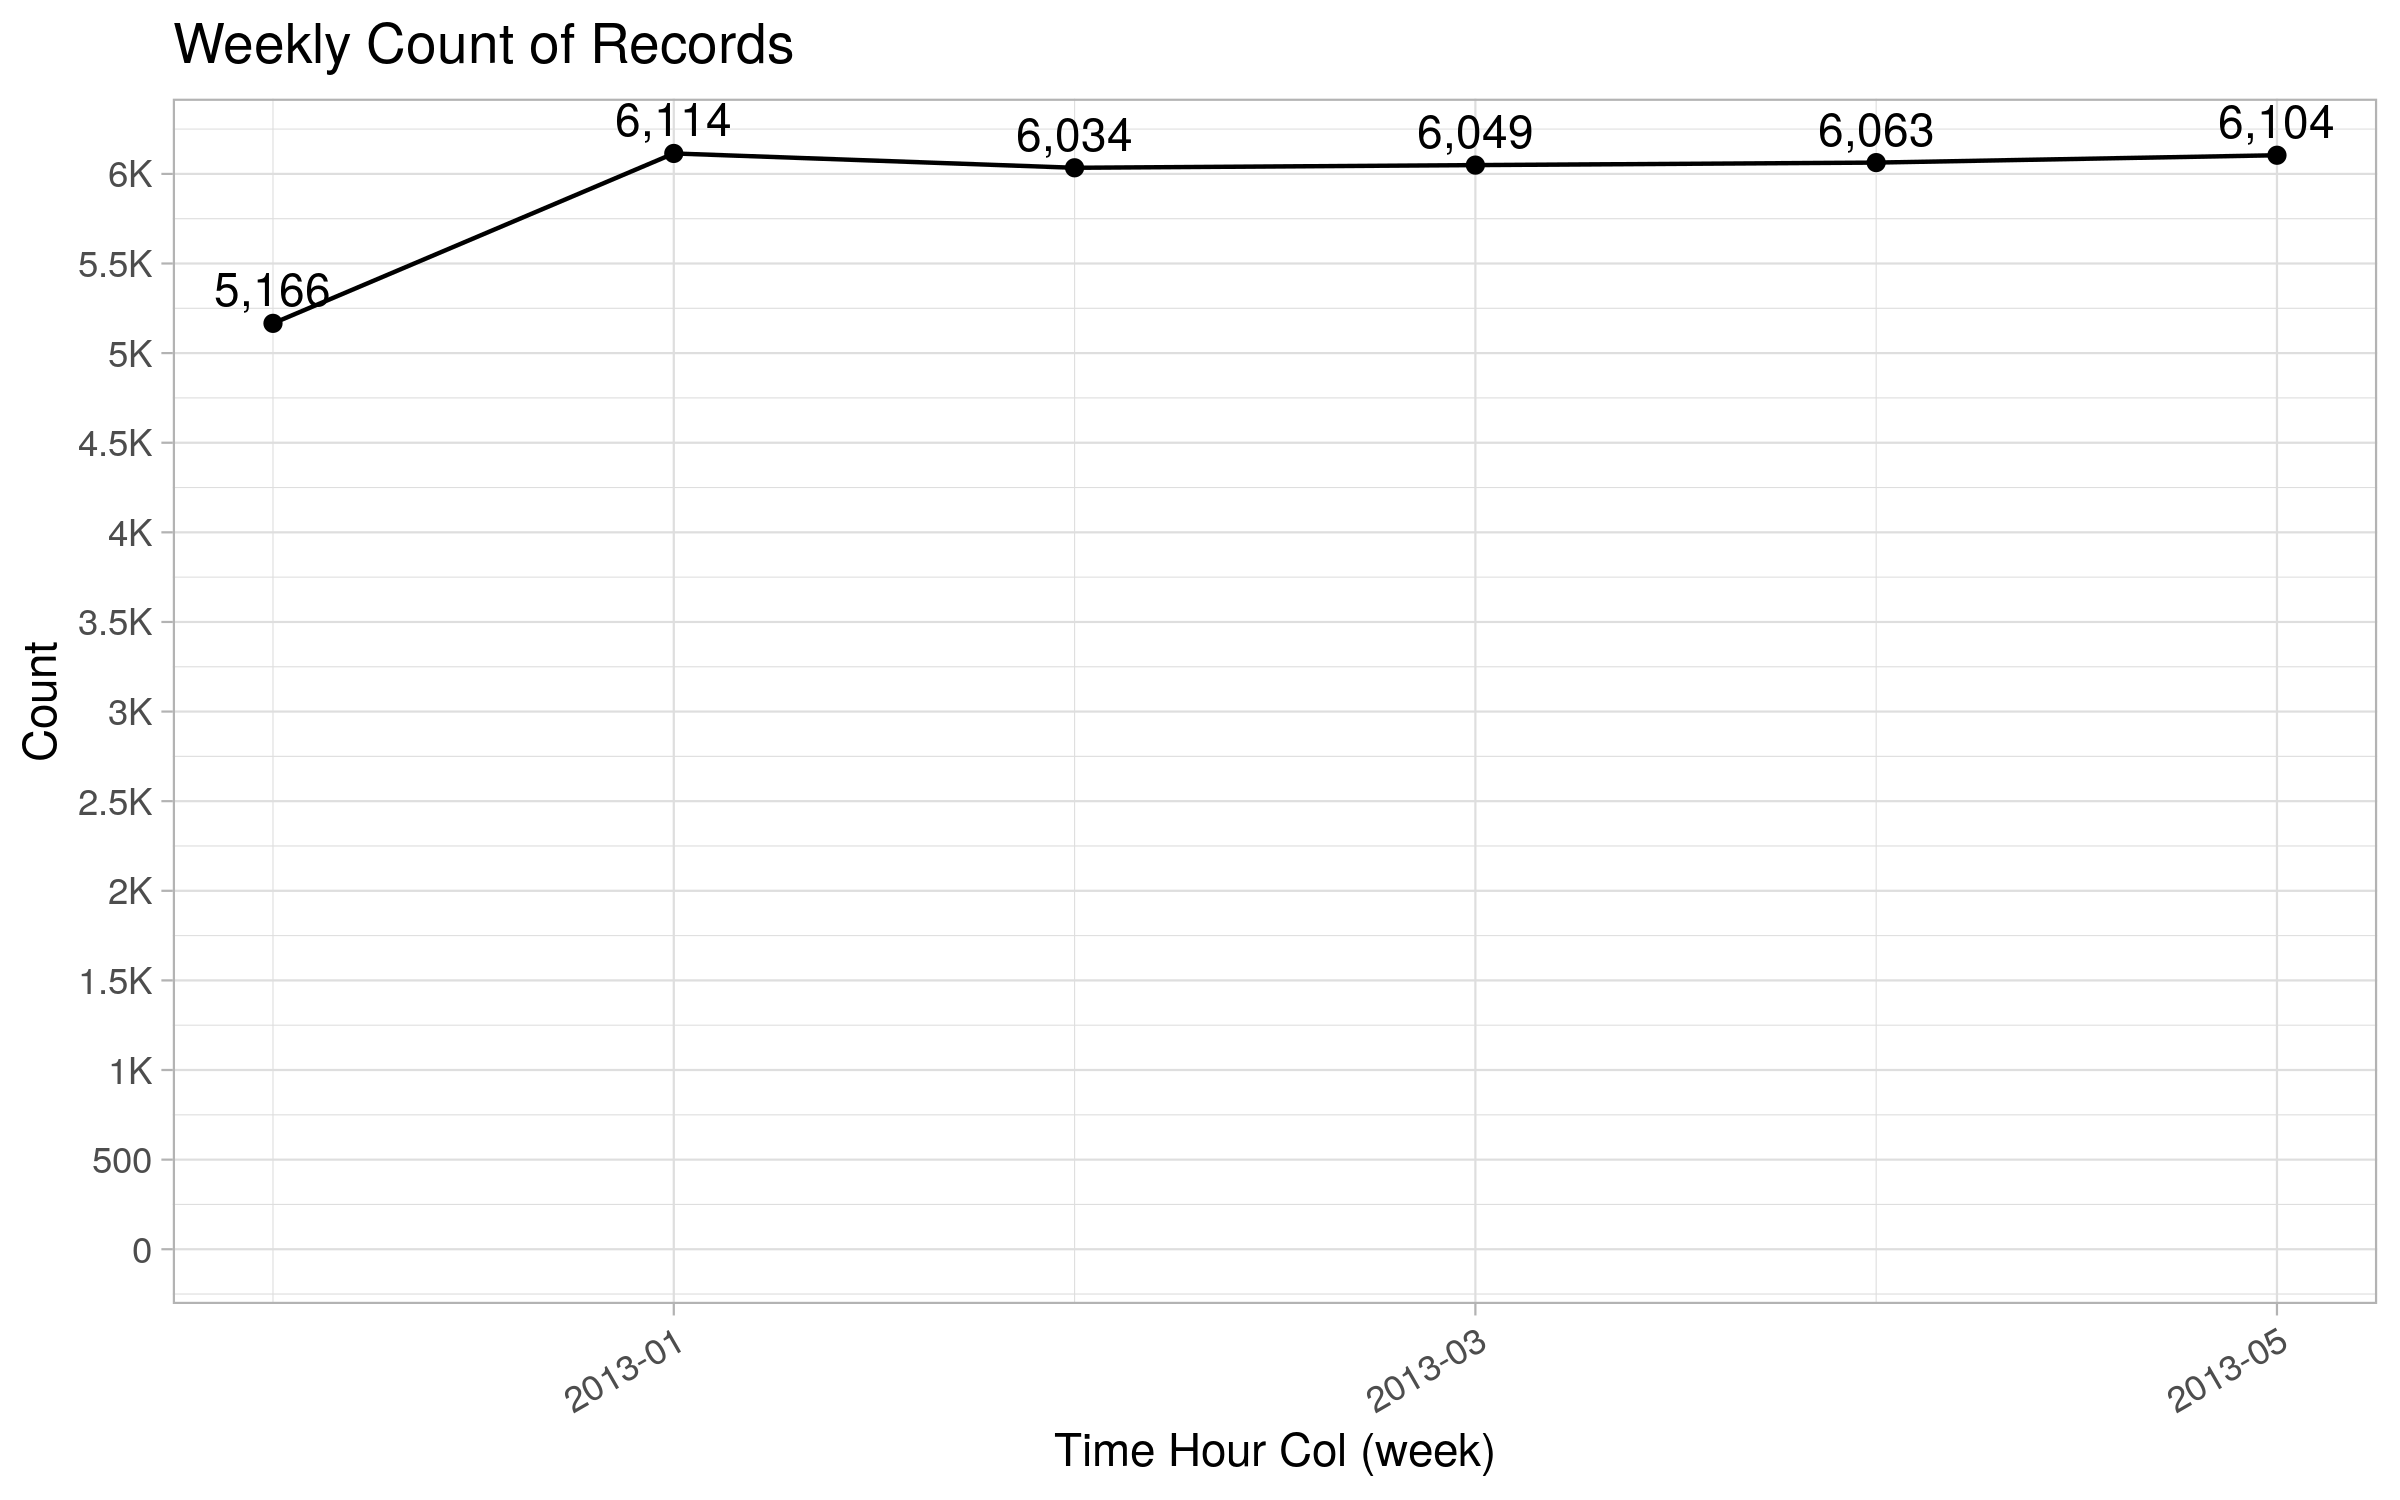 Weekly Count of Records
5,166
6,114
6,034
6,049
6,063
6,104
6K
5.5K
5K
4.5K
4K
3.5K
3K
2.5K
2K
1.5K
1K
500
0
Count
2013-01
2013-03
2013-05
Time Hour Col (week)